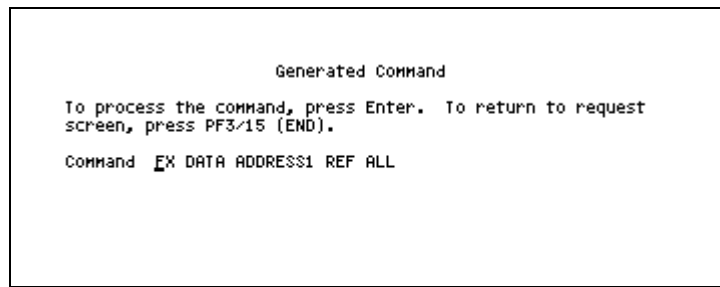 Generated Command
To process the command, press Enter. To return to request
screen, press PF3/15 (END).
Command EX DATA ADDRESS1 REF ALL